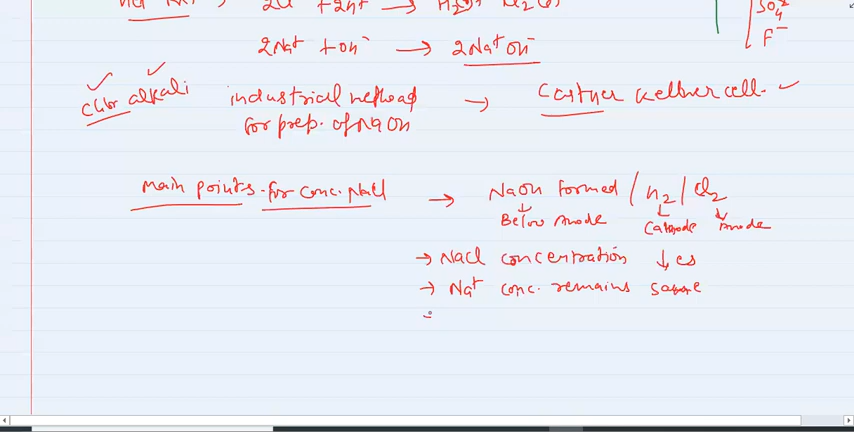 2Na⁺ + OH⁻ → 2Na⁺OH⁻
SO₄²⁻
F⁻
chlor alkali industrial method → Castner kellner cell.
for prep. of NaOH
Main points for conc. NaCl → NaOH formed / H₂ / Cl₂
Below Anode Cathode Anode
→ NaCl concentration ↓es
→ Na⁺ conc. remains same